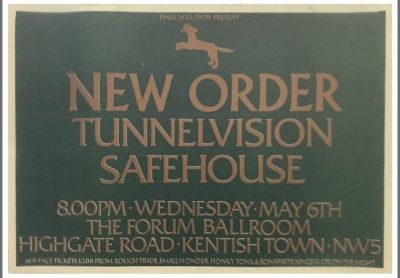 FINAL SOLUTION PRESENT
NEW ORDER
TUNNELVISION
SAFEHOUSE
8.00PM·WEDNESDAY·MAY 6TH
THE FORUM BALLROOM
HIGHGATE ROAD·KENTISH TOWN·NW5
ADVANCE TICKETS FROM ROUGH TRADE, SMALL WONDER, HONKY TONK & BONAPARTE OR ON THE NIGHT